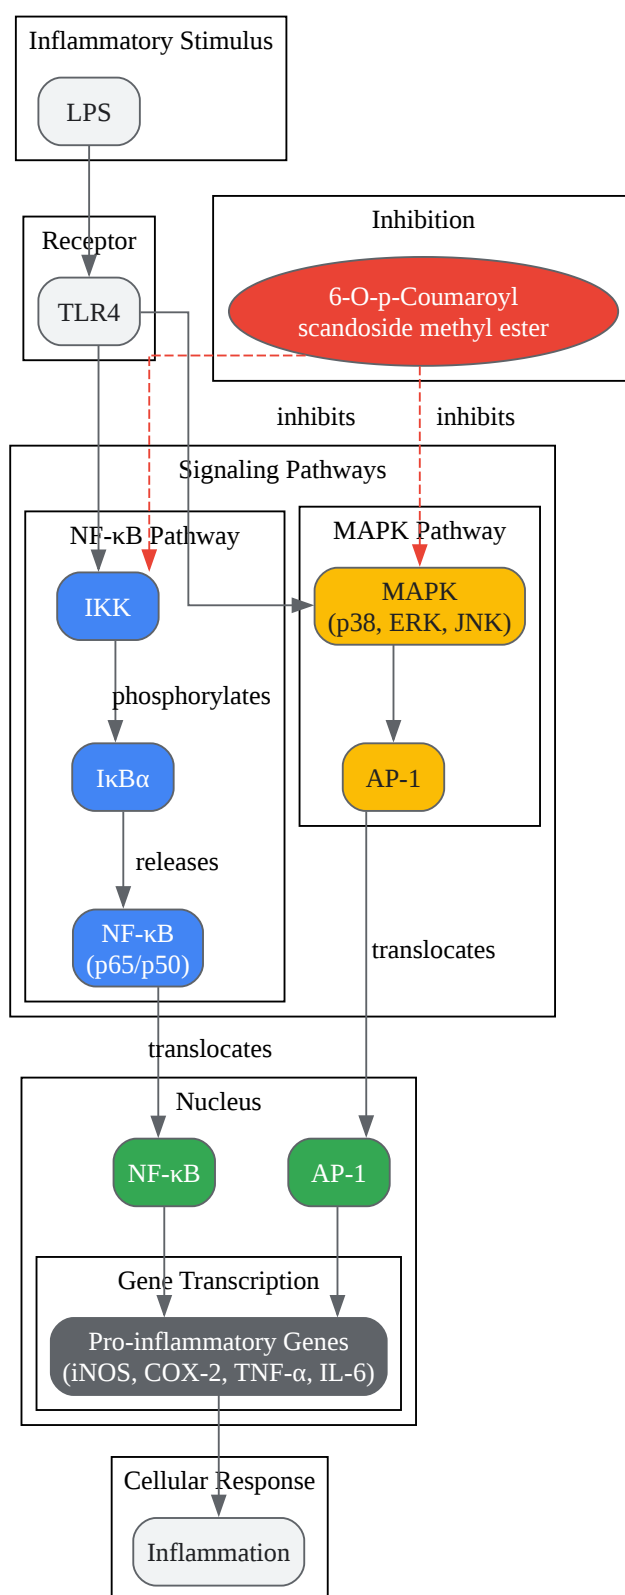 Inflammatory Stimulus
LPS
Receptor
TLR4
Inhibition
6-O-p-Coumaroyl
scandoside methyl ester
inhibits
inhibits
Signaling Pathways
NF-κB Pathway
MAPK Pathway
IKK
MAPK
(p38, ERK, JNK)
phosphorylates
IκBα
AP-1
releases
NF-κB
(p65/p50)
translocates
translocates
Nucleus
NF-κB
AP-1
Gene Transcription
Pro-inflammatory Genes
(iNOS, COX-2, TNF-α, IL-6)
Cellular Response
Inflammation